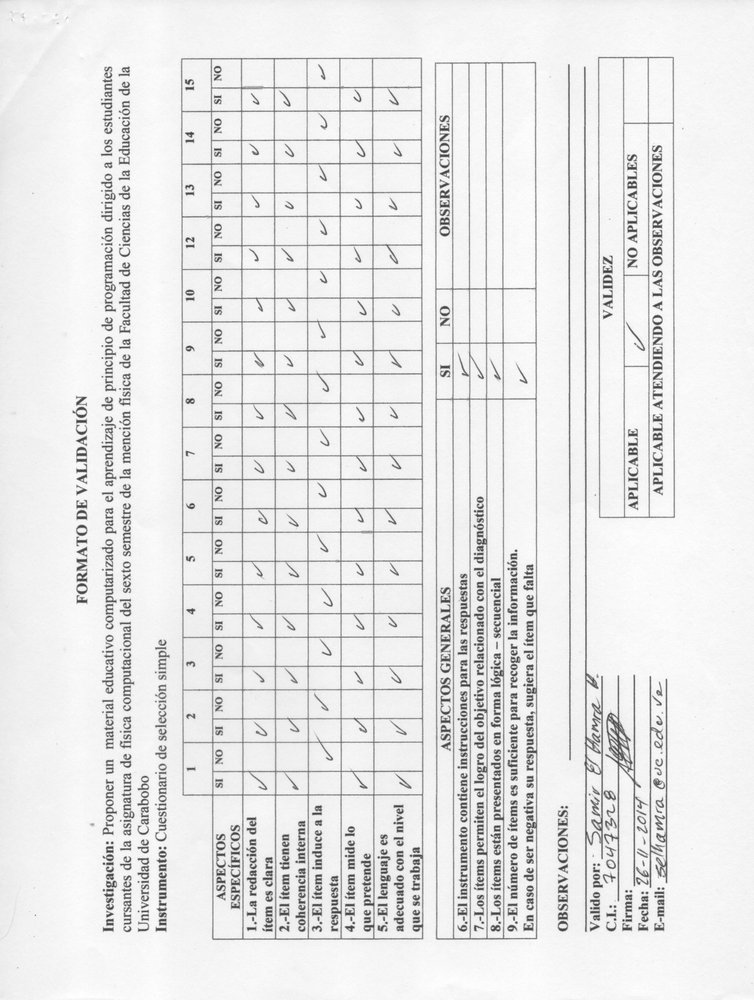 FORMATO DE VALIDACIÓN
Investigación: Proponer un material educativo computarizado para el aprendizaje de principio de programación dirigido a los estudiantes
cursantes de la asignatura de física computacional del sexto semestre de la mención física de la Facultad de Ciencias de la Educación de la
Universidad de Carabobo
Instrumento: Cuestionario de selección simple
ASPECTOS ESPECÍFICOS 1 2 3 4 5 6 7 8 9 10 12 13 14 15
SI NO SI NO SI NO SI NO SI NO SI NO SI NO SI NO SI NO SI NO SI NO SI NO SI NO SI NO
1.-La redacción del
ítem es clara ✓ ✓ ✓ ✓ ✓ ✓ ✓ ✓ ✓ ✓ ✓ ✓ ✓ ✓
2.-El ítem tienen
coherencia interna ✓ ✓ ✓ ✓ ✓ ✓ ✓ ✓ ✓ ✓ ✓ ✓ ✓ ✓
3.-El ítem induce a la
respuesta ✓ ✓ ✓ ✓ ✓ ✓ ✓ ✓ ✓ ✓ ✓ ✓ ✓ ✓
4.-El ítem mide lo
que pretende ✓ ✓ ✓ ✓ ✓ ✓ ✓ ✓ ✓ ✓ ✓ ✓ ✓ ✓
5.-El lenguaje es
adecuado con el nivel
que se trabaja ✓ ✓ ✓ ✓ ✓ ✓ ✓ ✓ ✓ ✓ ✓ ✓ ✓ ✓
ASPECTOS GENERALES SI NO OBSERVACIONES
6.-El instrumento contiene instrucciones para las respuestas ✓
7.-Los ítems permiten el logro del objetivo relacionado con el diagnóstico ✓
8.-Los ítems están presentados en forma lógica – secuencial ✓
9.-El número de ítems es suficiente para recoger la información. ✓
En caso de ser negativa su respuesta, sugiera el ítem que falta
OBSERVACIONES:
Valido por: Samir El Hamra H.
C.I.: 7047328
Firma:
Fecha: 26-11-2014
E-mail: selhamra@uc.edu.ve
VALIDEZ
APLICABLE ✓ NO APLICABLES
APLICABLE ATENDIENDO A LAS OBSERVACIONES